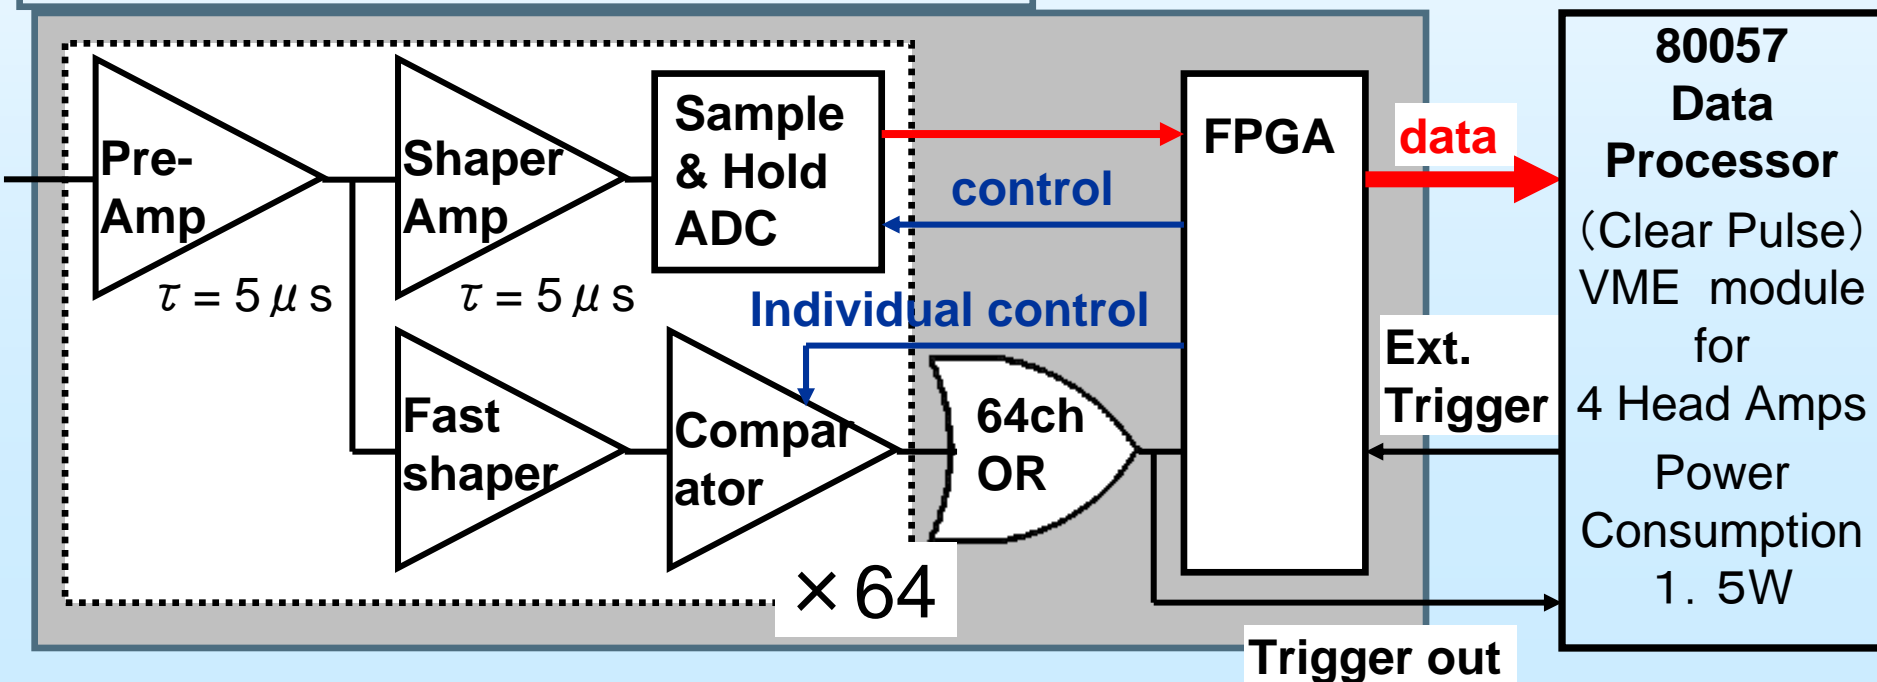 Pre-
Amp
τ = 5 μ s
Shaper
Amp
τ = 5 μ s
Sample
& Hold
ADC
control
Individual control
Fast
shaper
Compar
ator
64ch
OR
×64
FPGA
data
Ext.
Trigger
Trigger out
80057
Data
Processor
（Clear Pulse）
VME module
for
4 Head Amps
Power
Consumption
1．5W